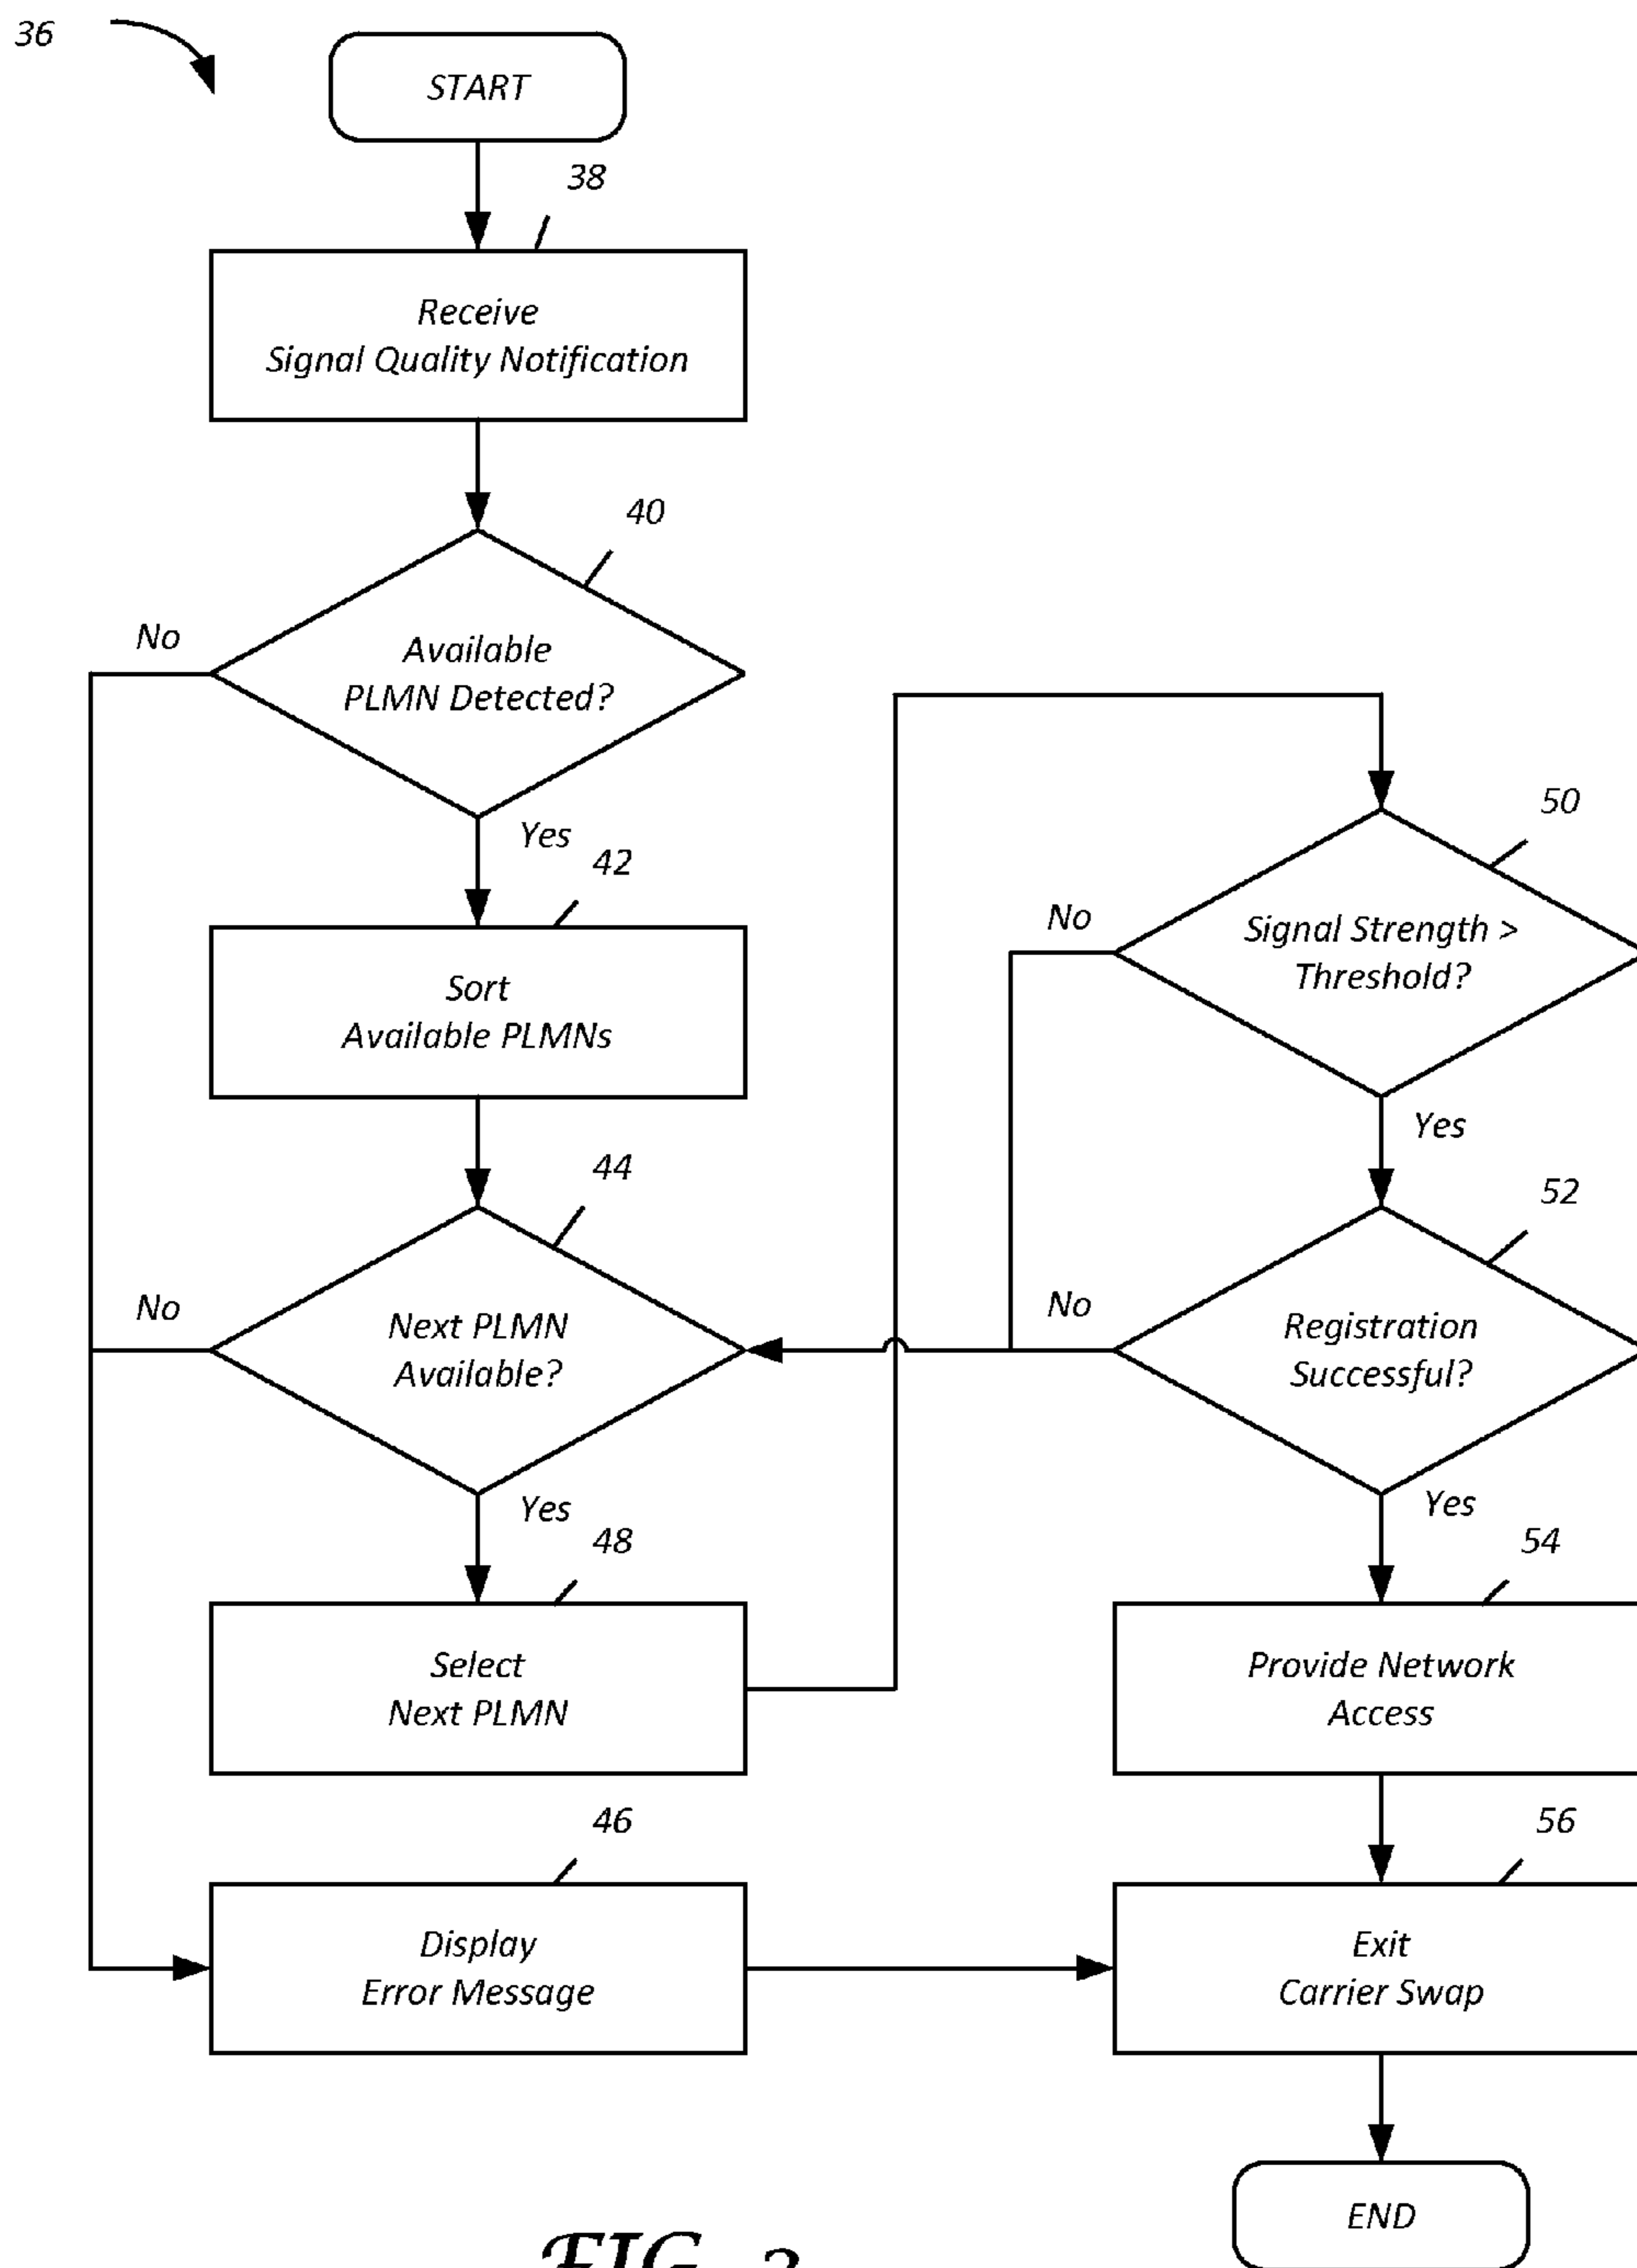 36
START
38
Receive
Signal Quality Notification
40
Available
PLMN Detected?
No
Yes
42
Sort
Available PLMNs
44
Next PLMN
Available?
No
Yes
48
Select
Next PLMN
46
Display
Error Message
50
Signal Strength >
Threshold?
No
Yes
52
Registration
Successful?
No
Yes
54
Provide Network
Access
56
Exit
Carrier Swap
END
FIG.